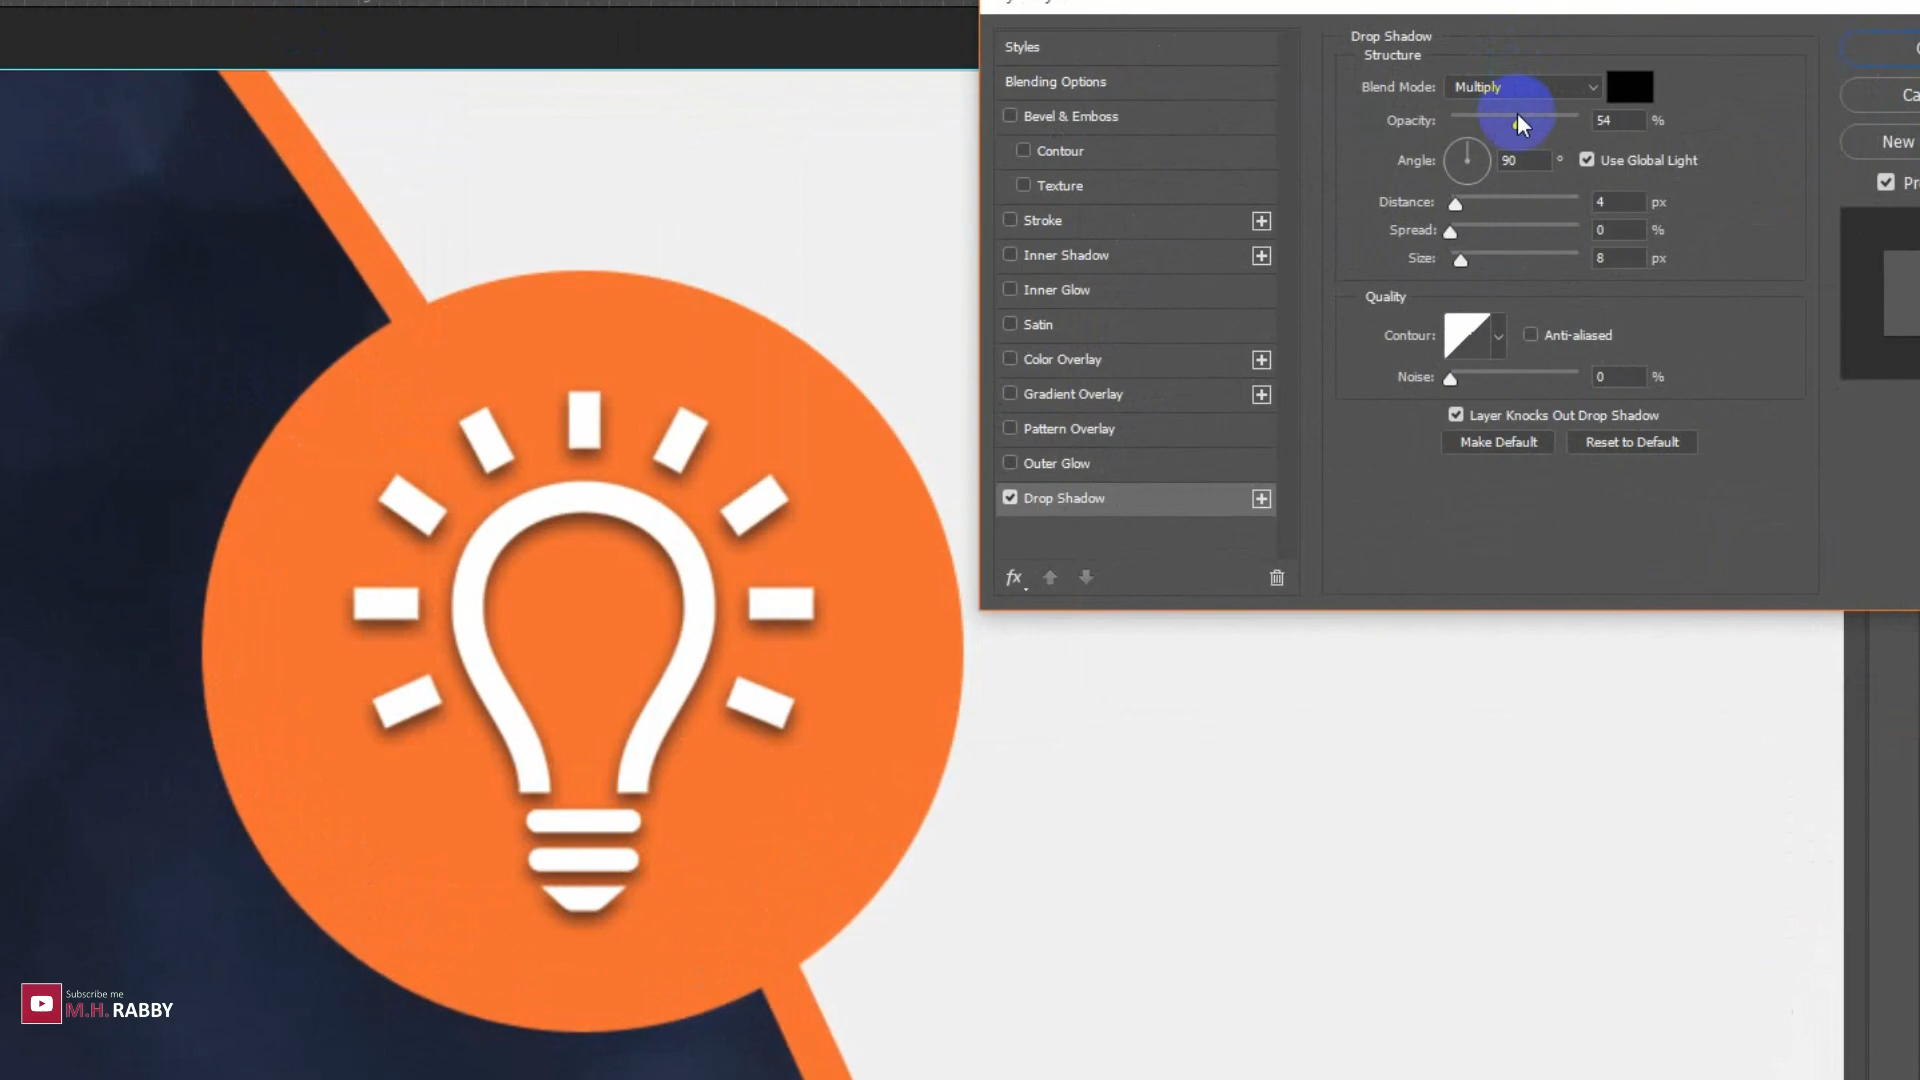 Styles
Blending Options
Bevel & Emboss
Contour
Texture
Stroke
Inner Shadow
Inner Glow
Satin
Color Overlay
Gradient Overlay
Pattern Overlay
Outer Glow
Drop Shadow
fx
Drop Shadow
Structure
Blend Mode: Multiply
Opacity: 54 %
Angle: 90 ° Use Global Light
Distance: 4 px
Spread: 0 %
Size: 8 px
Quality
Contour: Anti-aliased
Noise: 0 %
Layer Knocks Out Drop Shadow
Make Default Reset to Default
Ca
New
Pr
Subscribe me
M.H. RABBY